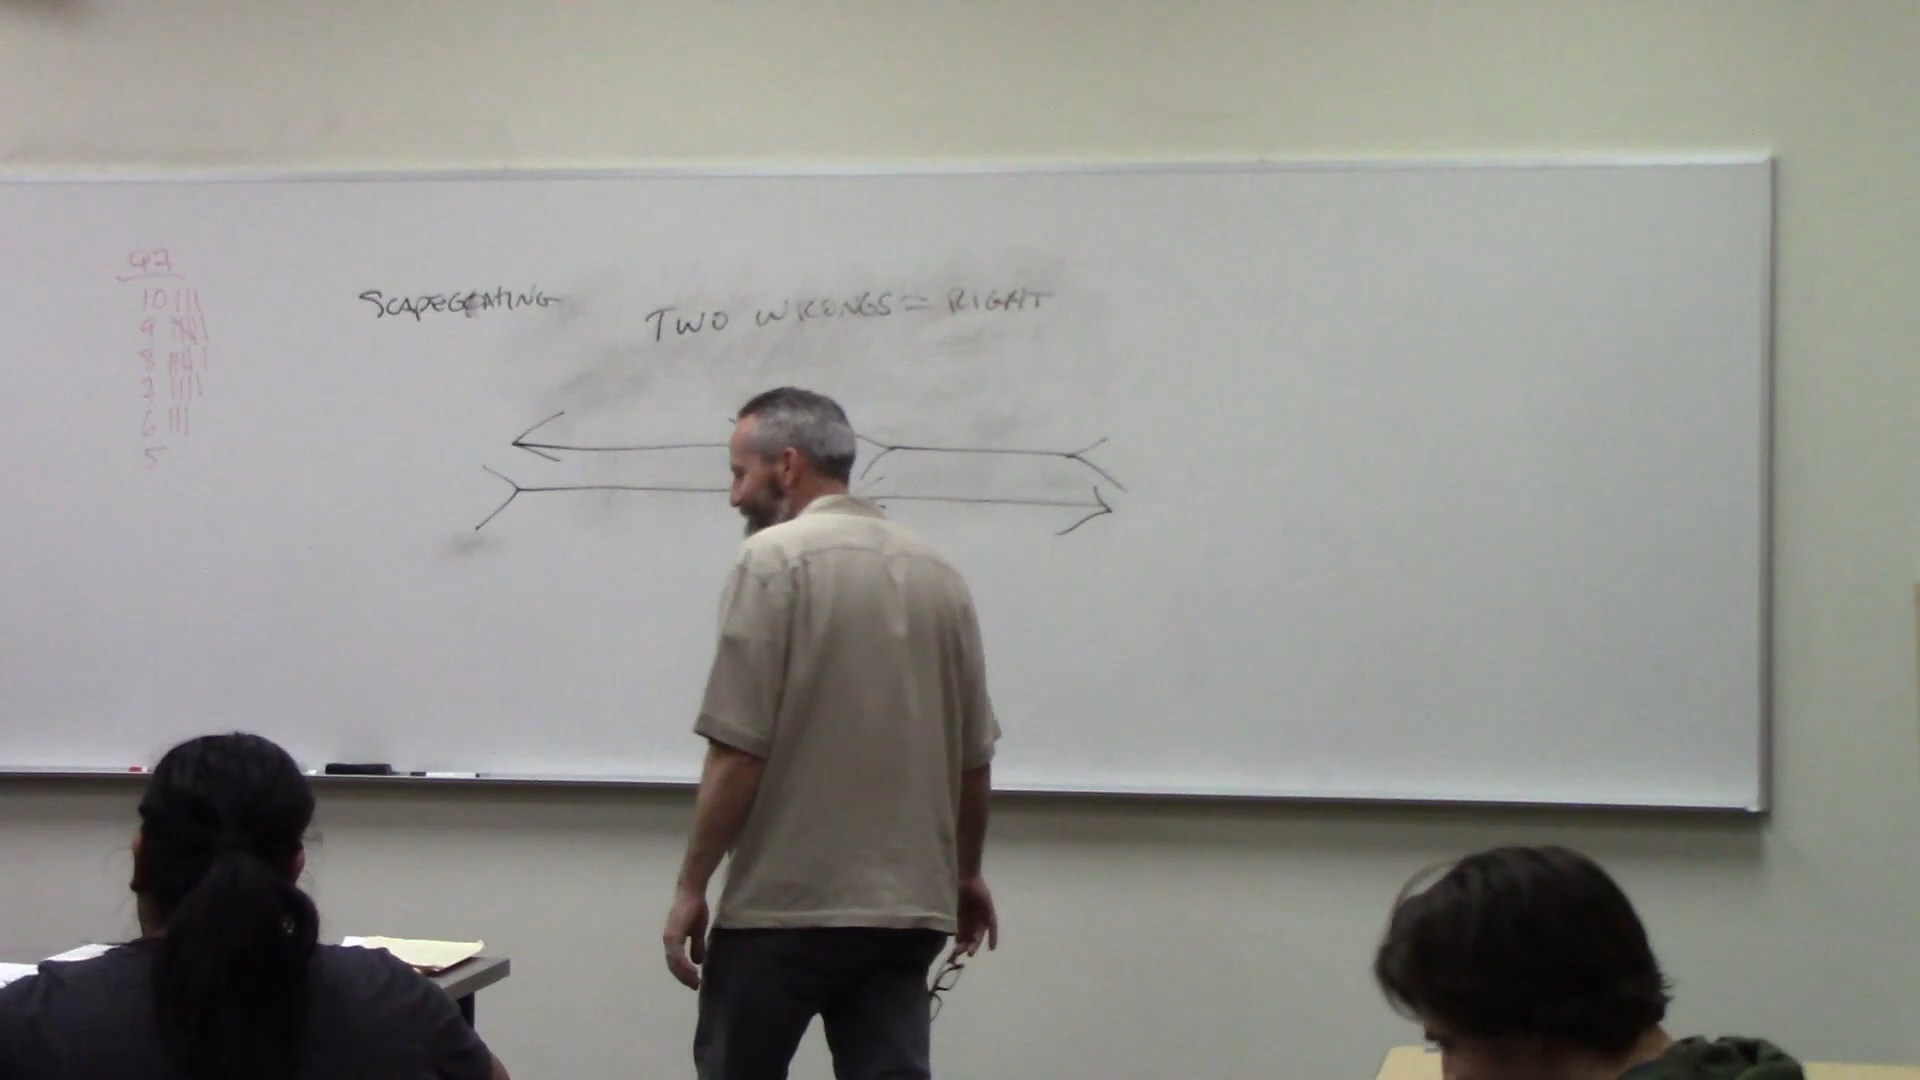 Q7
10 |||
9 |||||
8 |||| |
7 ||||
6 |||
5
SCAPEGOATING
TWO WRONGS = RIGHT